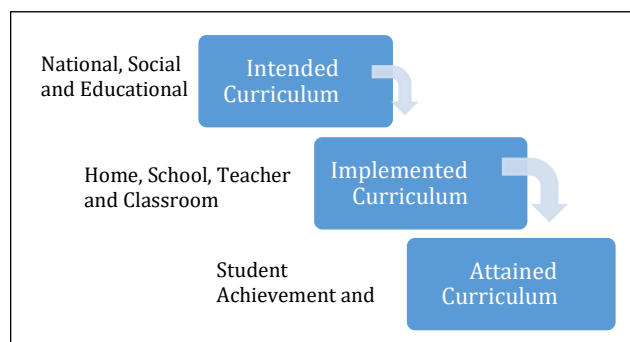 National, Social
and Educational
Intended
Curriculum
Home, School, Teacher
and Classroom
Implemented
Curriculum
Student
Achievement and
Attained
Curriculum